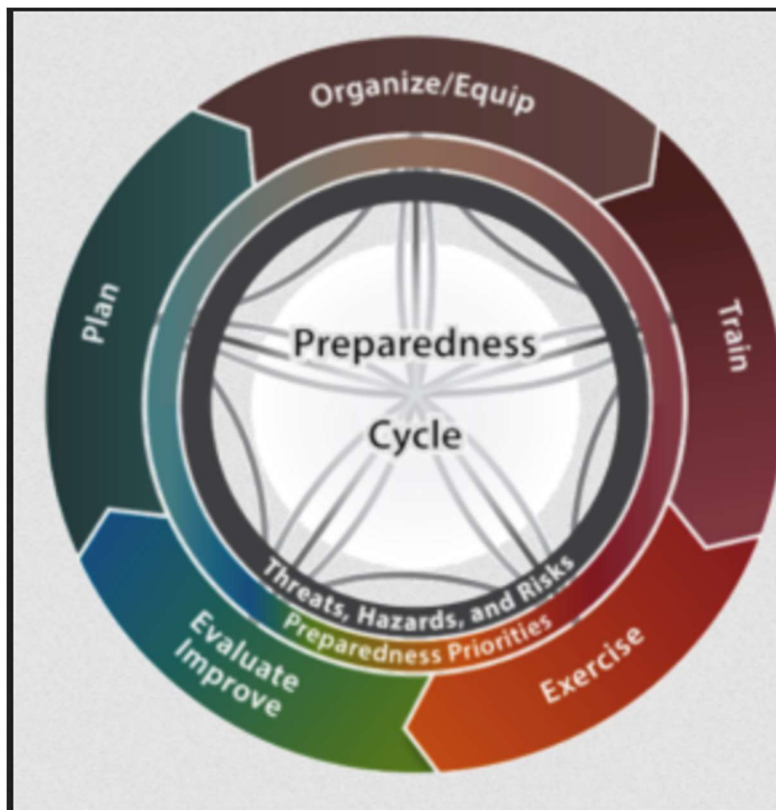 Organize/Equip
Plan
Train
Preparedness
Cycle
Threats, Hazards, and Risks
Preparedness Priorities
Evaluate
Improve
Exercise